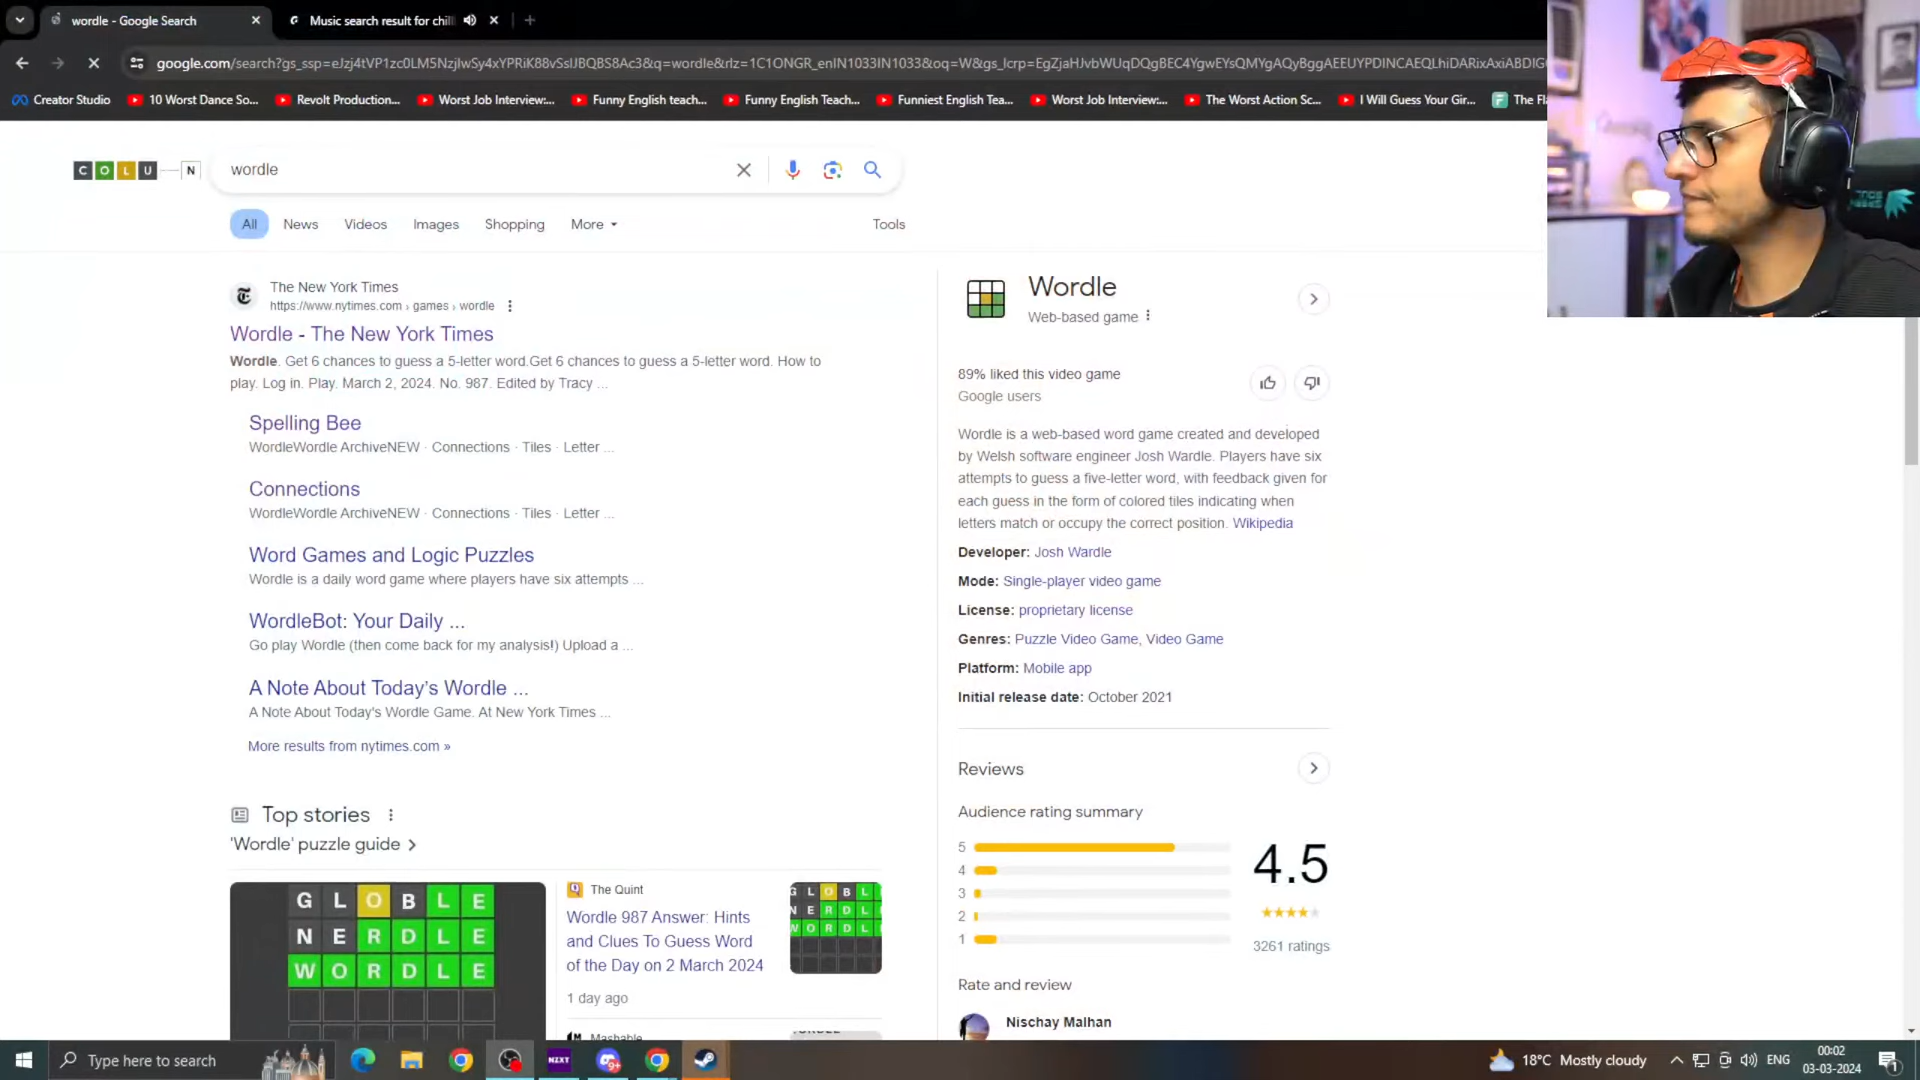 wordle - Google Search
Music search result for chil
google.com/search?gs_ssp=eJzj4tVP1zc0LM5NzjIwSy4xYPRiK88vSslJBQBS8Ac3&q=wordle&rlz=1C1ONGR_enIN1033IN1033&oq=W&gs_lcrp=
Creator Studio
10 Worst Dance So...
Revolt Production...
Worst Job Interview:...
Funny English teach...
Funny English Teach...
Funniest English Tea...
Worst Job Interview:...
The Worst Action Sc...
I Will Guess Your Gir...
The Fl
C O L U N
wordle
All News Videos Images Shopping More Tools
The New York Times
https://www.nytimes.com › games › wordle
Wordle - The New York Times
Wordle. Get 6 chances to guess a 5-letter word.Get 6 chances to guess a 5-letter word. How to
play. Log in. Play. March 2, 2024. No. 987. Edited by Tracy ...
Spelling Bee
WordleWordle ArchiveNEW · Connections · Tiles · Letter ...
Connections
WordleWordle ArchiveNEW · Connections · Tiles · Letter ...
Word Games and Logic Puzzles
Wordle is a daily word game where players have six attempts ...
WordleBot: Your Daily ...
Go play Wordle (then come back for my analysis!) Upload a ...
A Note About Today's Wordle ...
A Note About Today's Wordle Game. At New York Times ...
More results from nytimes.com »
Top stories
'Wordle' puzzle guide
G L O B L E
N E R D L E
W O R D L E
The Quint
Wordle 987 Answer: Hints
and Clues To Guess Word
of the Day on 2 March 2024
1 day ago
G L O B L
N E R D L
W O R D L
Mashable
Wordle
Web-based game
89% liked this video game
Google users
Wordle is a web-based word game created and developed
by Welsh software engineer Josh Wardle. Players have six
attempts to guess a five-letter word, with feedback given for
each guess in the form of colored tiles indicating when
letters match or occupy the correct position. Wikipedia
Developer: Josh Wardle
Mode: Single-player video game
License: proprietary license
Genres: Puzzle Video Game, Video Game
Platform: Mobile app
Initial release date: October 2021
Reviews
Audience rating summary
5
4
3
2
1
4.5
3261 ratings
Rate and review
Nischay Malhan
Type here to search
NZXT
18°C Mostly cloudy
ENG
00:02
03-03-2024